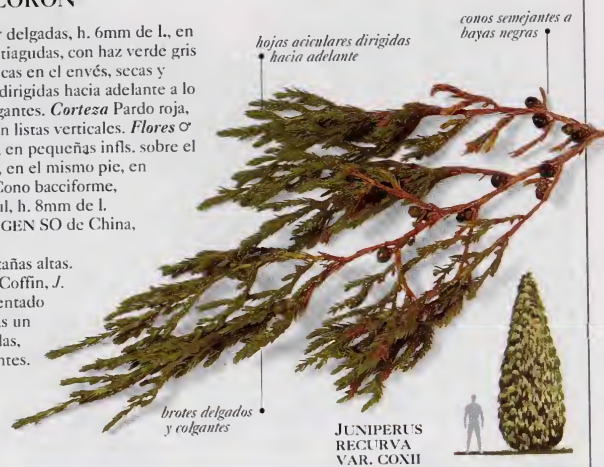 delgadas, h. 6mm de l., en
tiagudas, con haz verde gris
cas en el envés, secas y
dirigidas hacia adelante a lo
gantes. Corteza Pardo roja,
n listas verticales. Flores ♂
, en pequeñas infls. sobre el
, en el mismo pie, en
Cono bacciforme,
ul, h. 8mm de l.
GEN SO de China,
tañas altas.
Coffin, J.
entado
s un
las,
ntes.
hojas aciculares dirigidas
hacia adelante
conos semejantes a
bayas negras
brotes delgados
y colgantes
JUNIPERUS
RECURVA
VAR. COXII